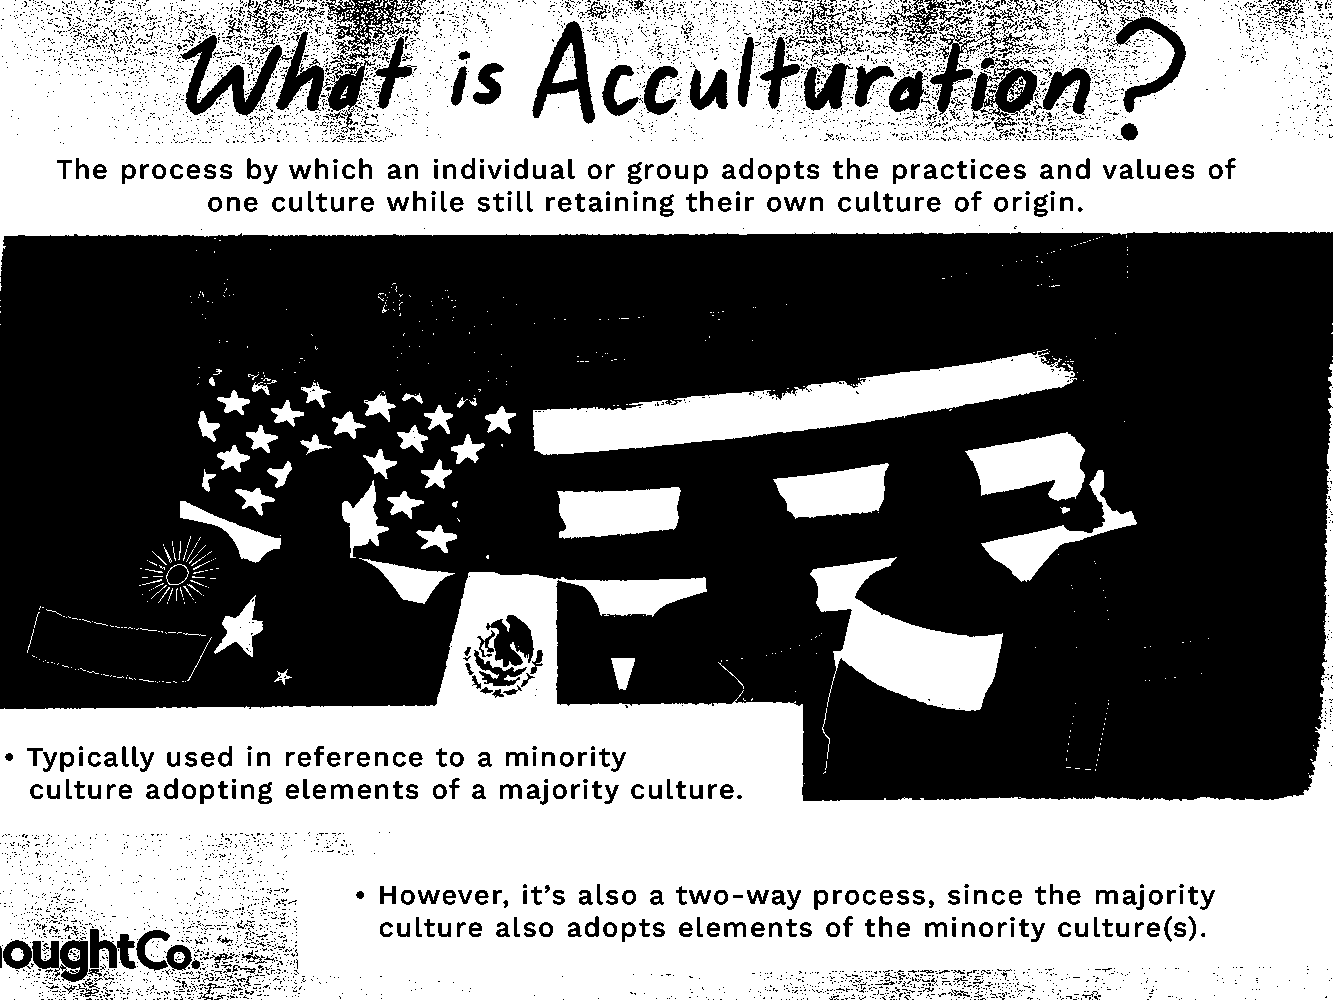 What is Acculturation?
The process by which an individual or group adopts the practices and values of
one culture while still retaining their own culture of origin.
• Typically used in reference to a minority
culture adopting elements of a majority culture.
• However, it's also a two-way process, since the majority
culture also adopts elements of the minority culture(s).
houghtCo.